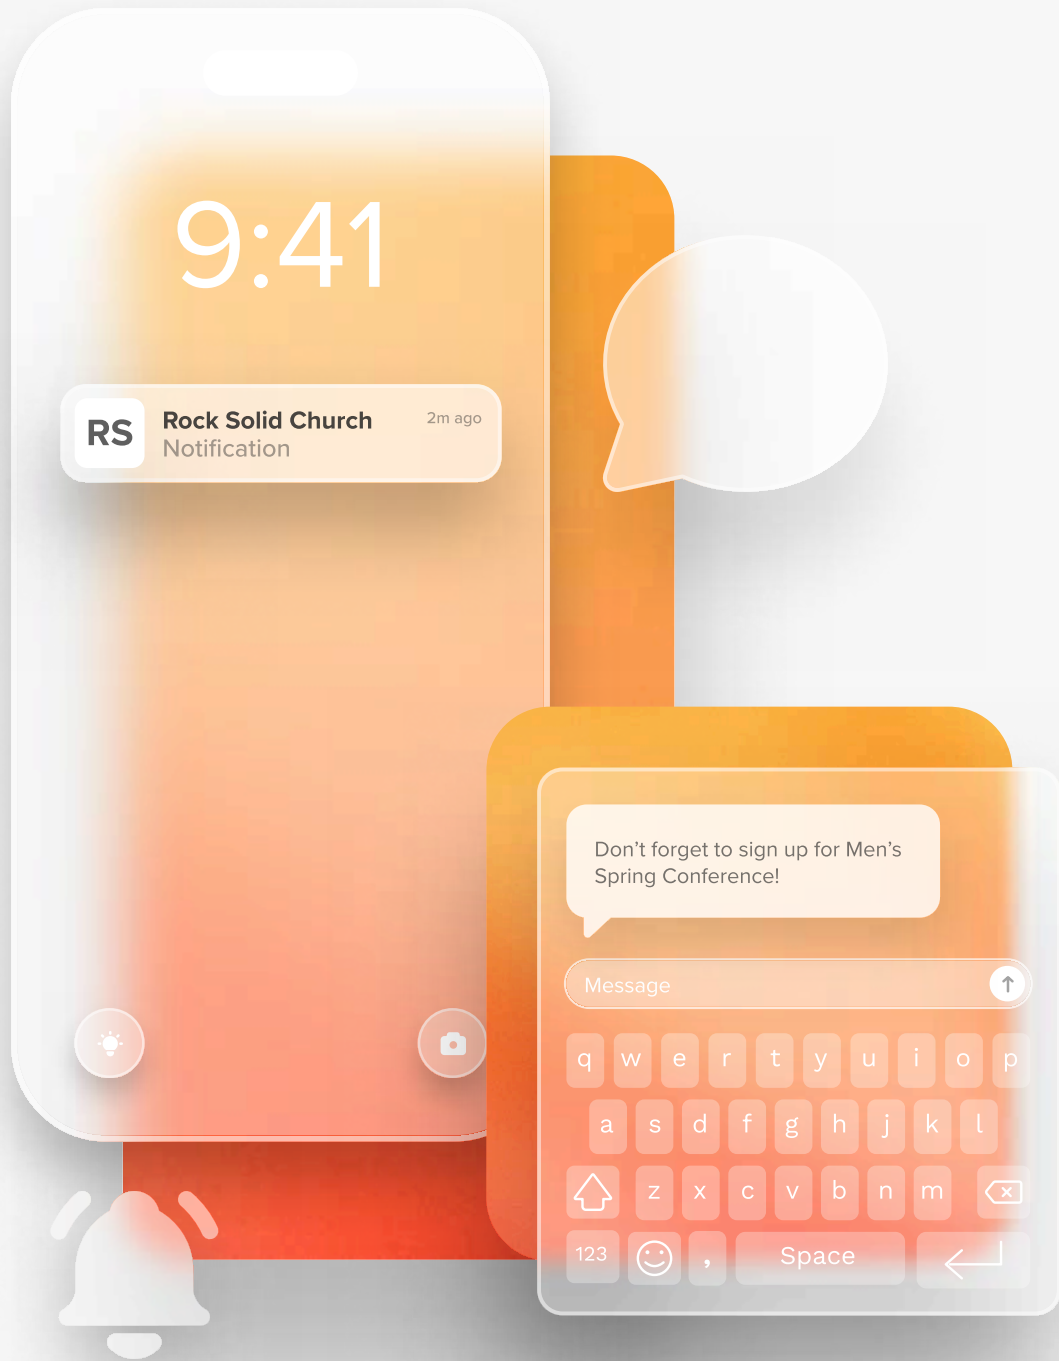 9:41
RS
Rock Solid Church
2m ago
Notification
Don’t forget to sign up for Men’s
Spring Conference!
Message
q w e r t y u i o p
a s d f g h j k l
z x c v b n m
123 , Space